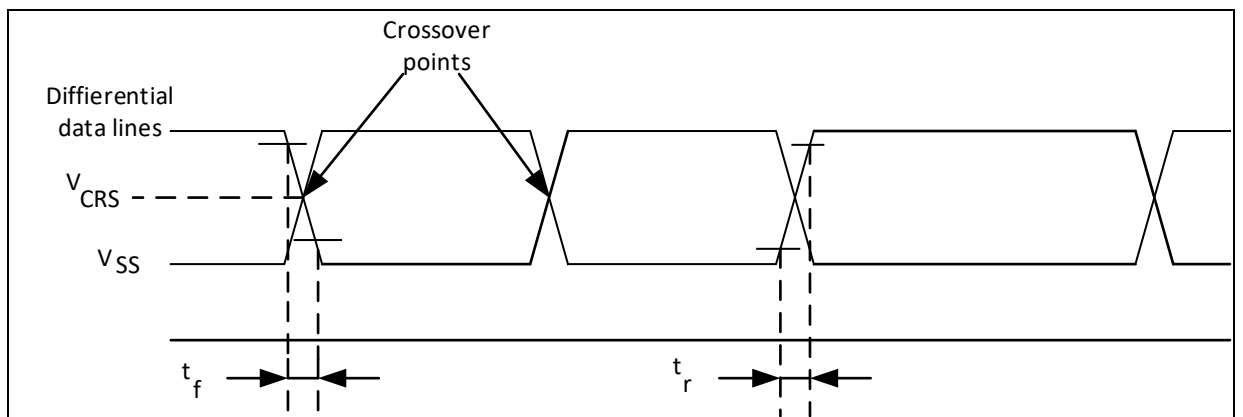 Crossover
points
Diffierential
data lines
V CRS
V SS
t f
t r